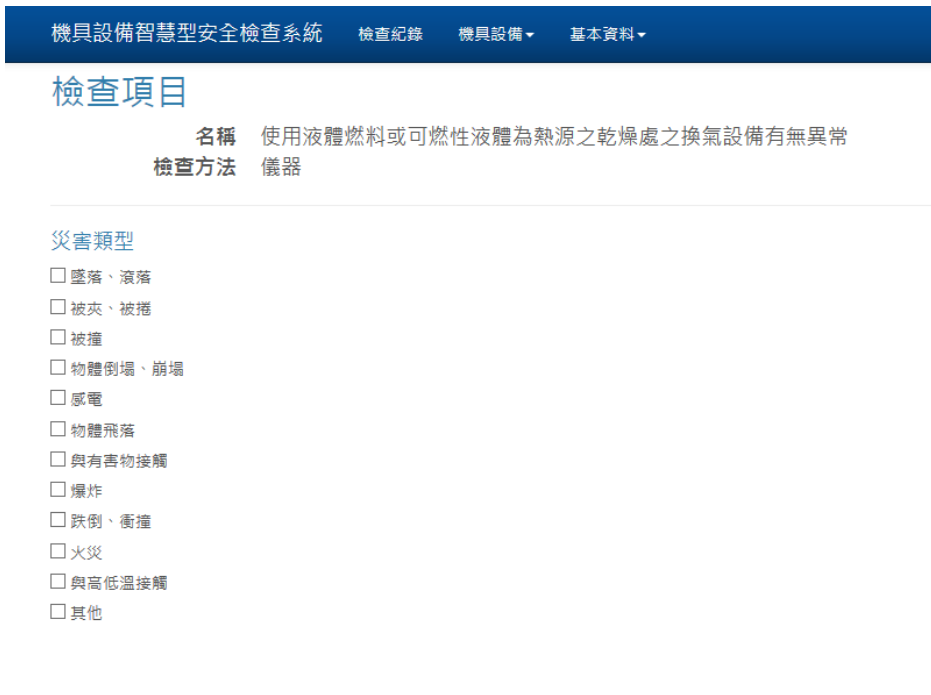 機具設備智慧型安全檢查系統 檢查紀錄 機具設備 基本資料
檢查項目
名稱 使用液體燃料或可燃性液體為熱源之乾燥處之換氣設備有無異常
檢查方法 儀器
災害類型
墜落、滾落
被夾、被捲
被撞
物體倒塌、崩塌
感電
物體飛落
與有害物接觸
爆炸
跌倒、衝撞
火災
與高低溫接觸
其他